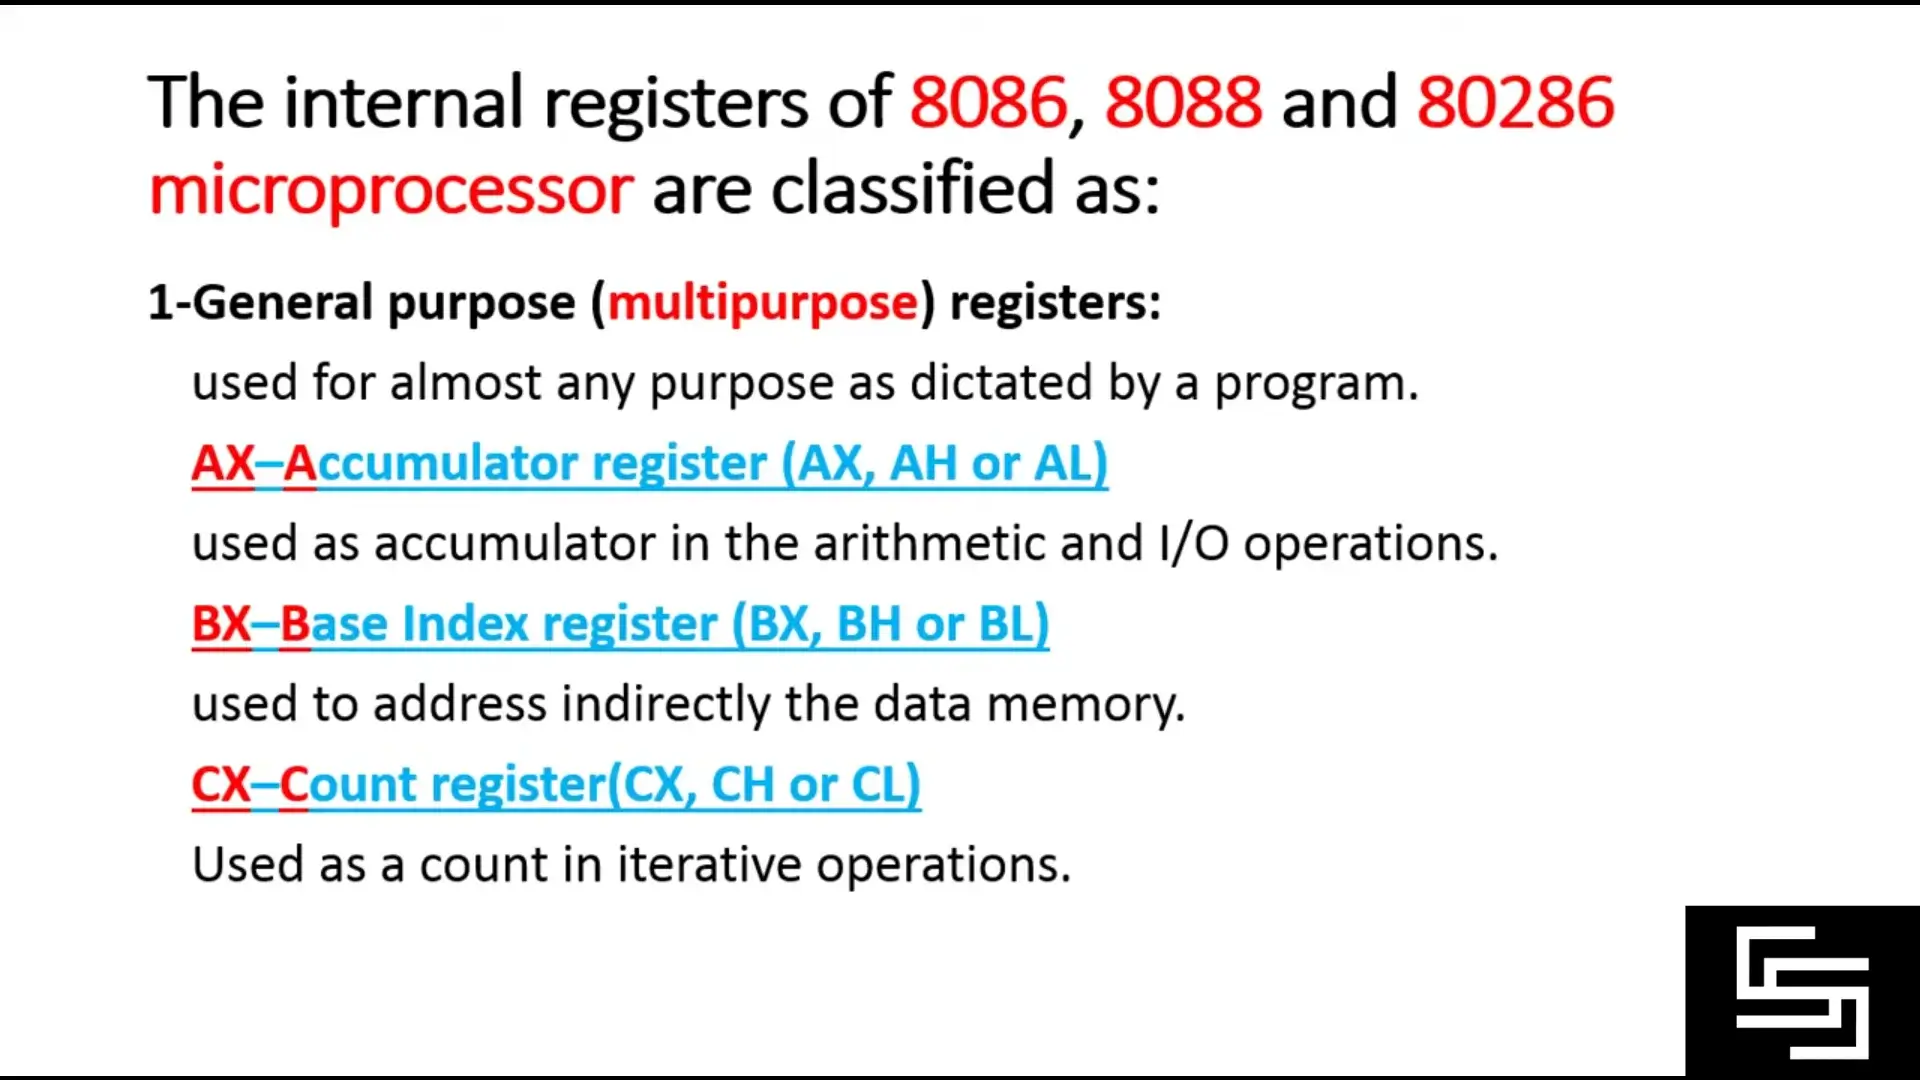 The internal registers of 8086, 8088 and 80286
microprocessor are classified as:
1-General purpose (multipurpose) registers:
used for almost any purpose as dictated by a program.
AX–Accumulator register (AX, AH or AL)
used as accumulator in the arithmetic and I/O operations.
BX–Base Index register (BX, BH or BL)
used to address indirectly the data memory.
CX–Count register(CX, CH or CL)
Used as a count in iterative operations.